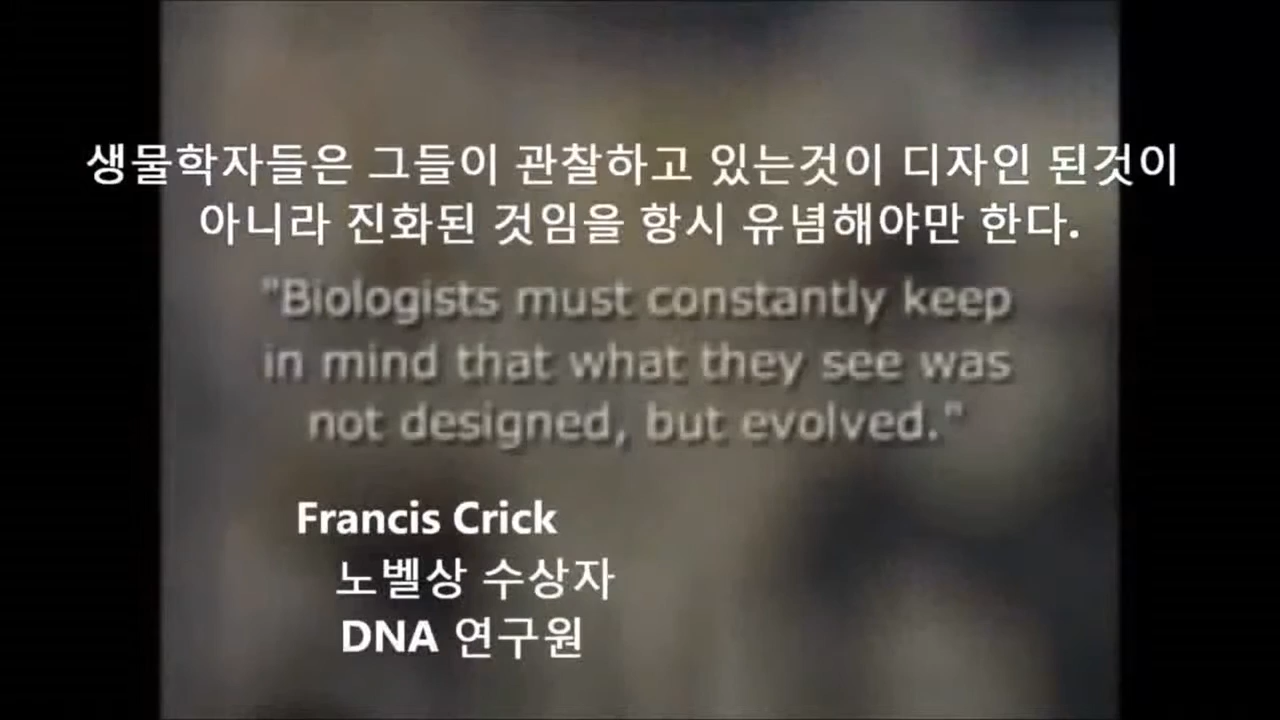 생물학자들은 그들이 관찰하고 있는것이 디자인 된것이
아니라 진화된 것임을 항시 유념해야만 한다.
"Biologists must constantly keep
in mind that what they see was
not designed, but evolved."
Francis Crick
노벨상 수상자
DNA 연구원